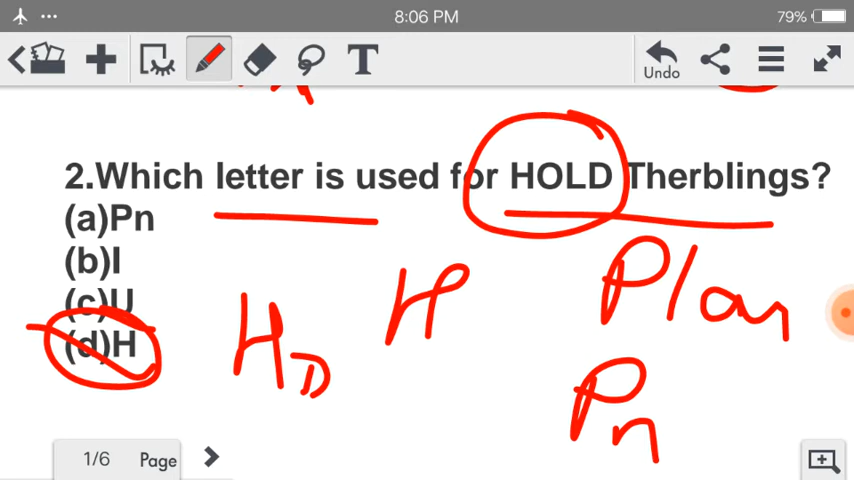 8:06 PM
79%
T
Undo
2.Which letter is used for HOLD Therblings?
(a)Pn
(b)I
(c)U
(d)H
HD
H
Plan
Pn
1/6 Page